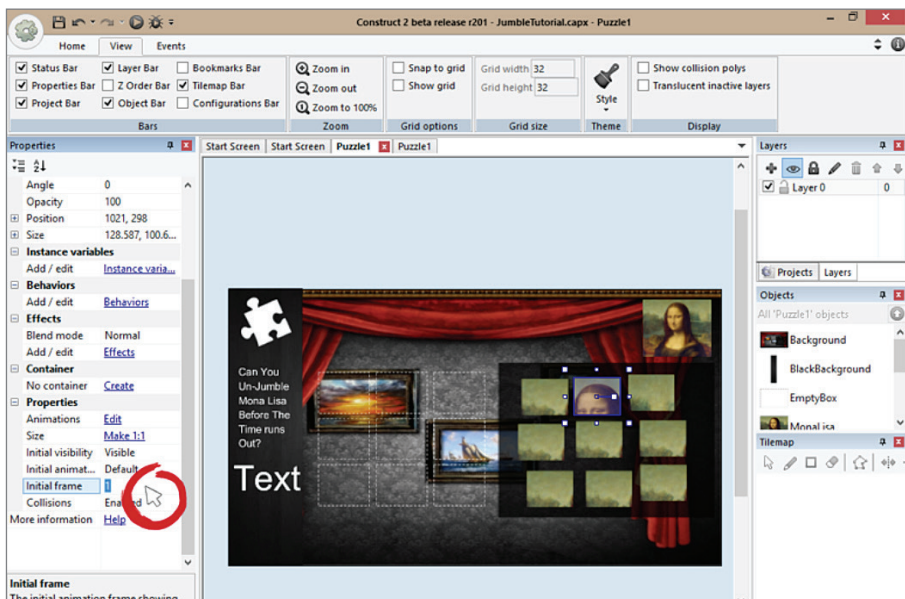 Construct 2 beta release r201 - JumbleTutorial.capx - Puzzle1
Home View Events
Status Bar Layer Bar Bookmarks Bar
Properties Bar Z Order Bar Tilemap Bar
Project Bar Object Bar Configurations Bar
Bars
Zoom in
Zoom out
Zoom to 100%
Zoom
Snap to grid
Show grid
Grid options
Grid width 32
Grid height 32
Grid size
Style
Theme
Show collision polys
Translucent inactive layers
Display
Properties
Angle 0
Opacity 100
Position 1021, 298
Size 128.587, 100.6...
Instance variables
Add / edit Instance varia...
Behaviors
Add / edit Behaviors
Effects
Blend mode Normal
Add / edit Effects
Container
No container Create
Properties
Animations Edit
Size Make 1:1
Initial visibility Visible
Initial animat... Default
Initial frame 1
Collisions
More information Help
Initial frame
The initial animation frame showing
Start Screen Start Screen Puzzle1 Puzzle1
Can You
Un-Jumble
Mona Lisa
Before The
Time runs
Out?
Text
Layers
Layer 0 0
Projects Layers
Objects
All 'Puzzle1' objects
Background
BlackBackground
EmptyBox
MonaLisa
Tilemap